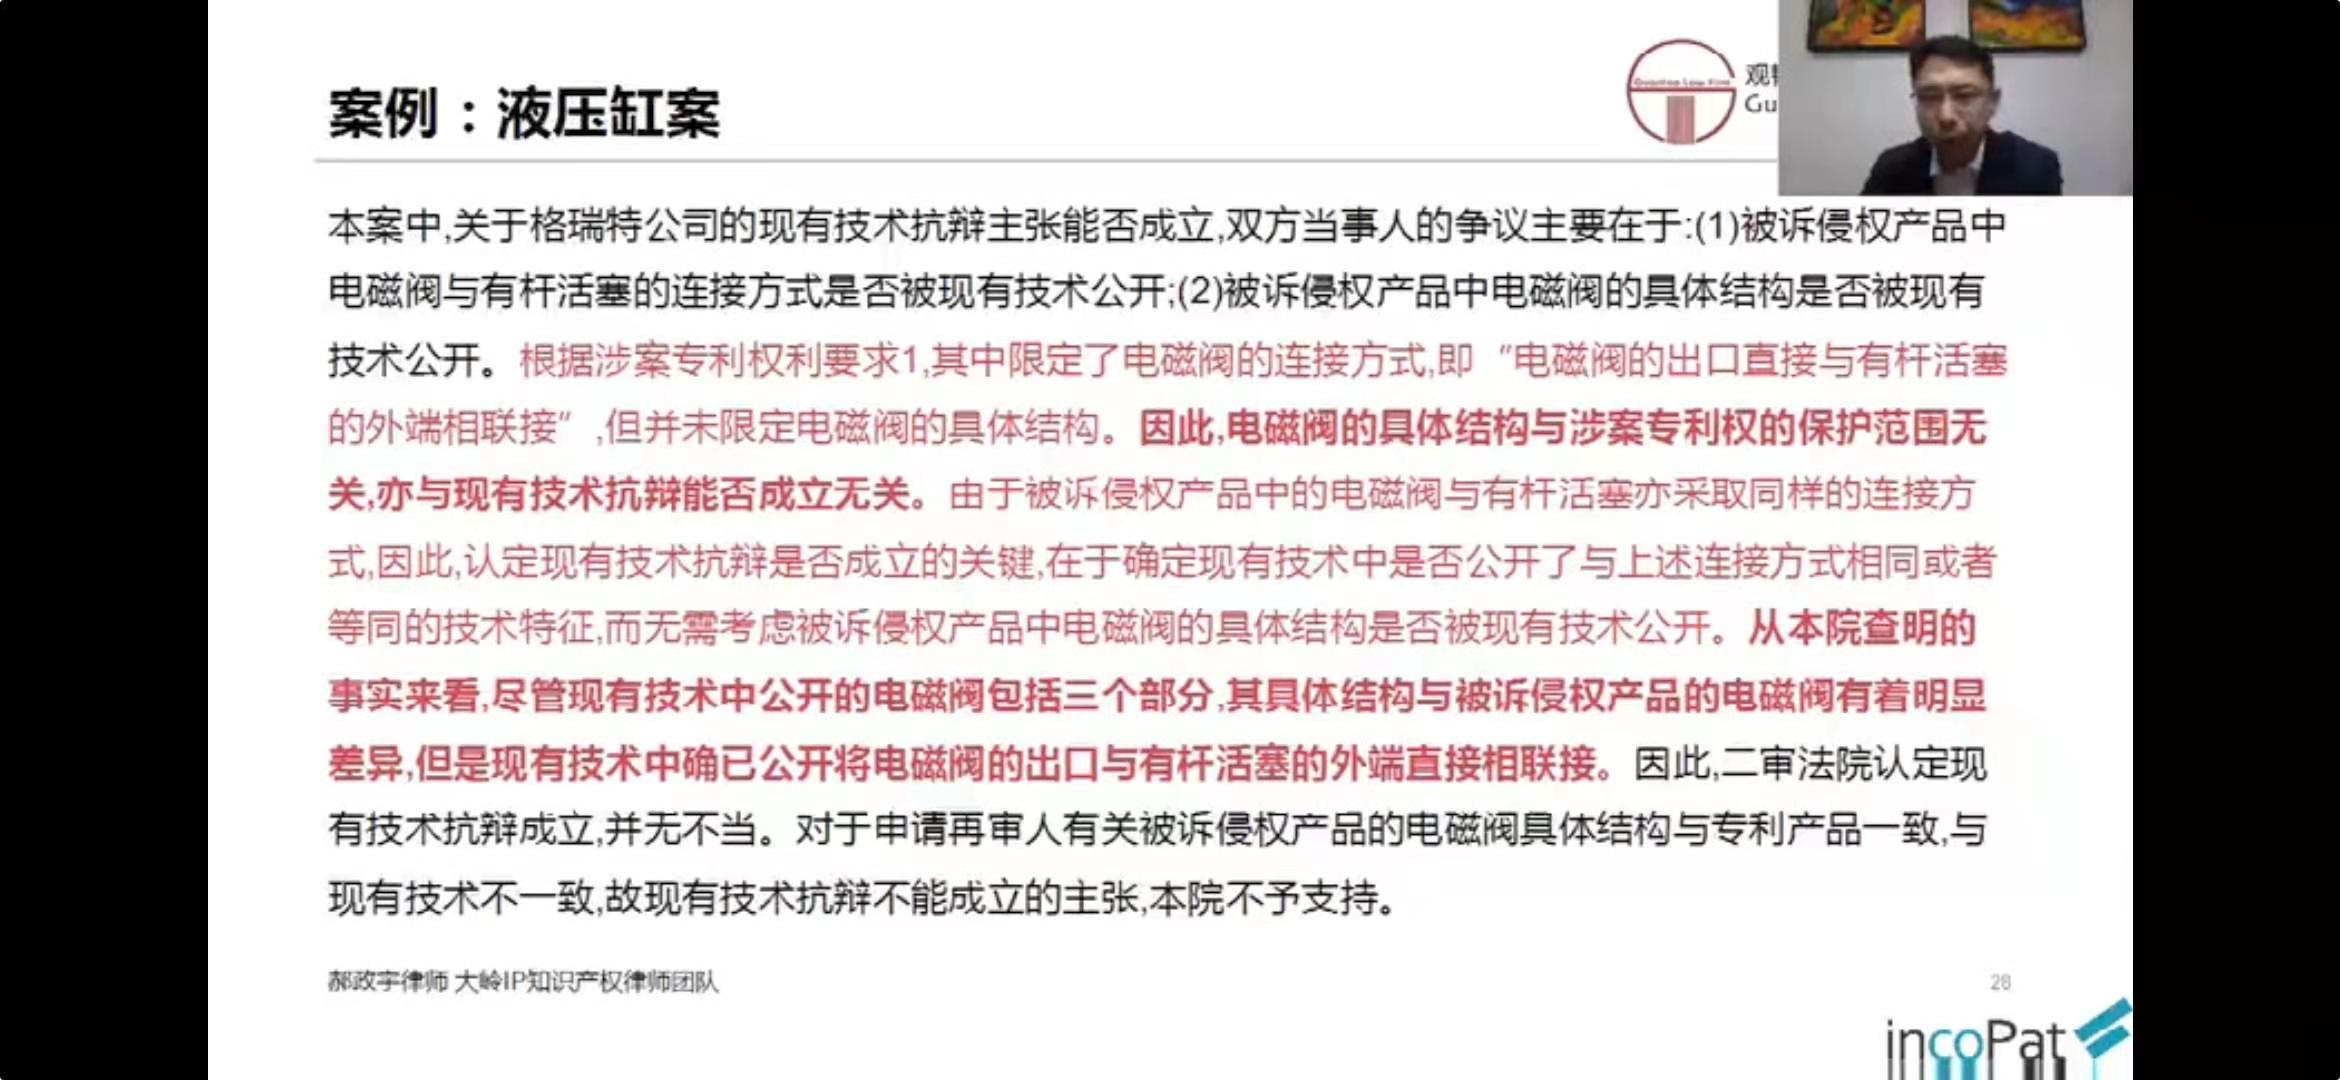 案例：液压缸案
Guantao Law Firm
观
Gu
本案中,关于格瑞特公司的现有技术抗辩主张能否成立,双方当事人的争议主要在于:(1)被诉侵权产品中
电磁阀与有杆活塞的连接方式是否被现有技术公开;(2)被诉侵权产品中电磁阀的具体结构是否被现有
技术公开。根据涉案专利权利要求1,其中限定了电磁阀的连接方式,即“电磁阀的出口直接与有杆活塞
的外端相联接”,但并未限定电磁阀的具体结构。因此,电磁阀的具体结构与涉案专利权的保护范围无
关,亦与现有技术抗辩能否成立无关。由于被诉侵权产品中的电磁阀与有杆活塞亦采取同样的连接方
式,因此,认定现有技术抗辩是否成立的关键,在于确定现有技术中是否公开了与上述连接方式相同或者
等同的技术特征,而无需考虑被诉侵权产品中电磁阀的具体结构是否被现有技术公开。从本院查明的
事实来看,尽管现有技术中公开的电磁阀包括三个部分,其具体结构与被诉侵权产品的电磁阀有着明显
差异,但是现有技术中确已公开将电磁阀的出口与有杆活塞的外端直接相联接。因此,二审法院认定现
有技术抗辩成立,并无不当。对于申请再审人有关被诉侵权产品的电磁阀具体结构与专利产品一致,与
现有技术不一致,故现有技术抗辩不能成立的主张,本院不予支持。
郝政宇律师 大岭IP知识产权律师团队
28
incoPat